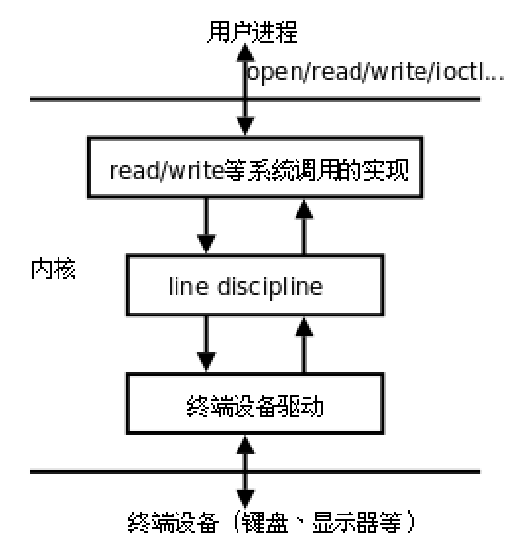 用户进程
open/read/write/ioctl...
read/write等系统调用的实现
内核
line discipline
终端设备驱动
终端设备（键盘、显示器等）